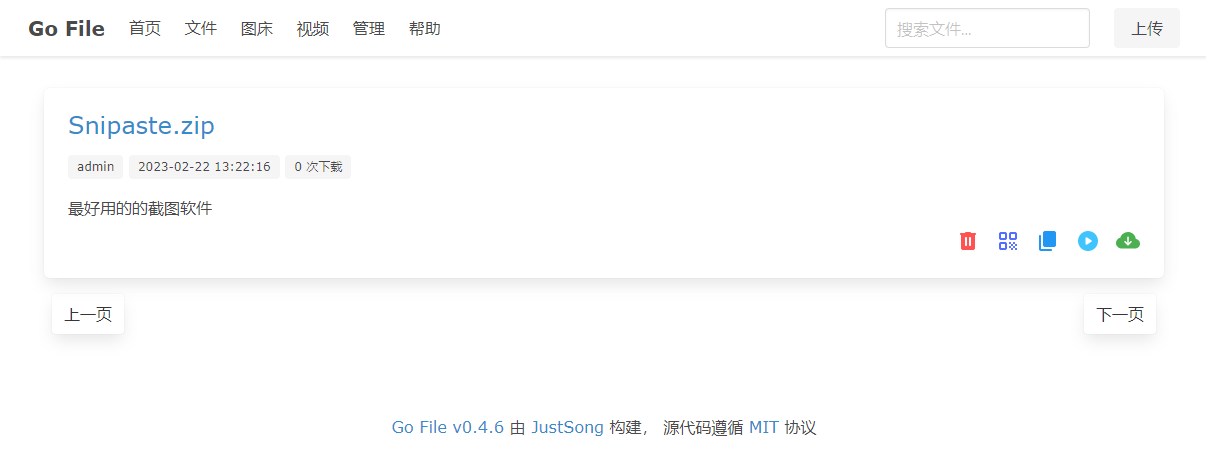 Go File 首页 文件 图床 视频 管理 帮助 搜索文件... 上传
Snipaste.zip
admin 2023-02-22 13:22:16 0 次下载
最好用的的截图软件
上一页 下一页
Go File v0.4.6 由 JustSong 构建， 源代码遵循 MIT 协议